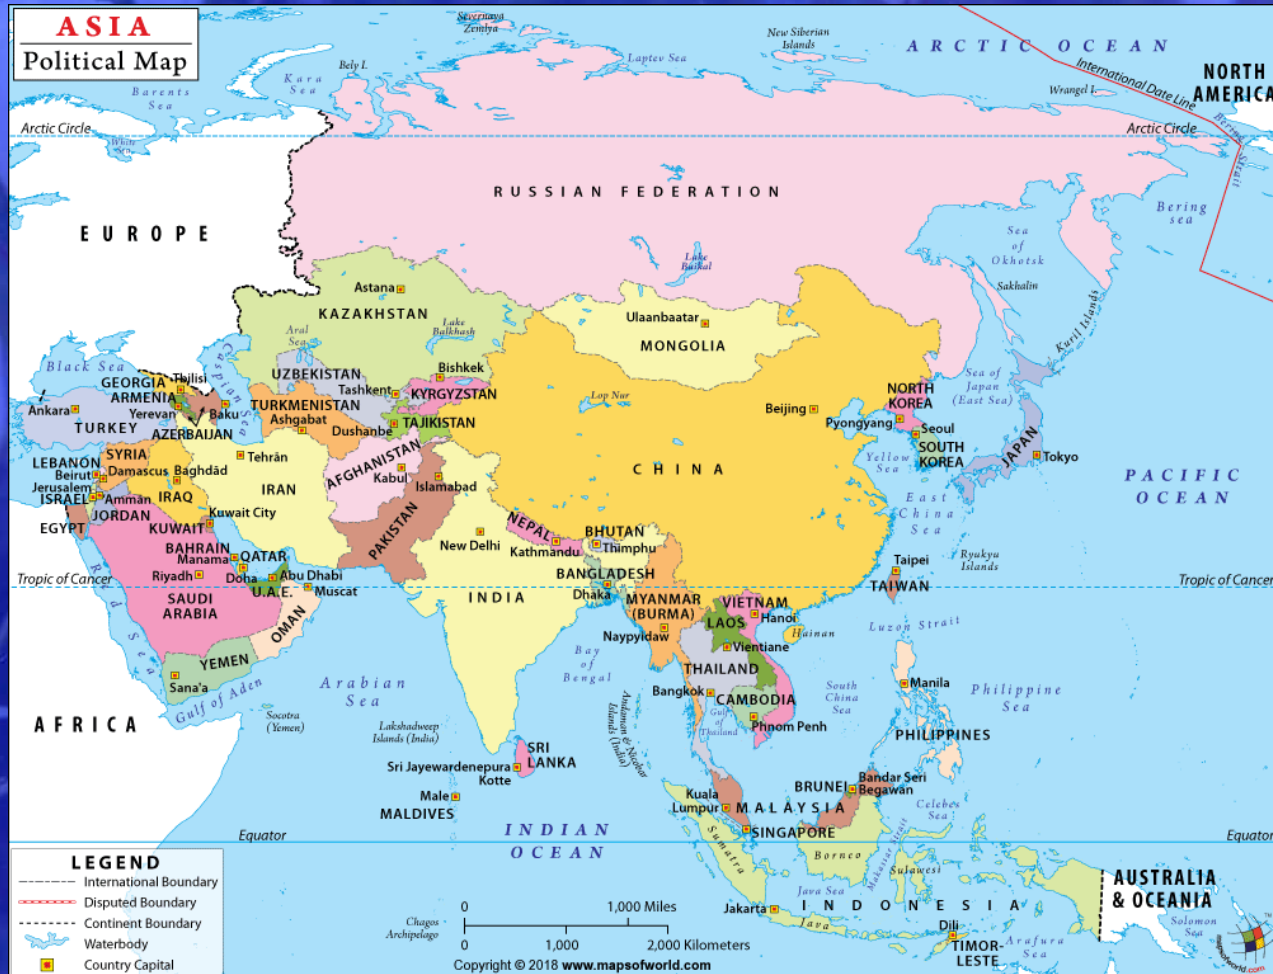 ASIA
Political Map
Severnaya
Zemlya
New Siberian
Islands
ARCTIC OCEAN
Laptev Sea
Kara
Sea
Bely I.
Barents
Sea
International Date Line
NORTH
AMERICA
Wrangel I.
Arctic Circle
White
Sea
Arctic Circle
Bering
Strait
RUSSIAN FEDERATION
Bering
sea
EUROPE
Sea
of
Okhotsk
Lake
Baikal
Sakhalin
Kuril Islands
Astana
KAZAKHSTAN
Ulaanbaatar
MONGOLIA
Aral
Sea
Lake
Balkhash
Black Sea
Caspian Sea
GEORGIA
Tbilisi
ARMENIA
Yerevan
Baku
AZERBAIJAN
Ankara
TURKEY
UZBEKISTAN
Tashkent
Bishkek
KYRGYZSTAN
TURKMENISTAN
Ashgabat
Dushanbe
TAJIKISTAN
Lop Nur
Beijing
NORTH
KOREA
Pyongyang
Seoul
SOUTH
KOREA
Sea of
Japan
(East Sea)
JAPAN
Tokyo
Yellow
Sea
SYRIA
LEBANON
Beirut
Damascus
Baghdād
Jerusalem
ISRAEL
Amman
JORDAN
IRAQ
Tehrān
IRAN
AFGHANISTAN
Kabul
Islamabad
PAKISTAN
CHINA
PACIFIC
OCEAN
East
China
Sea
EGYPT
KUWAIT
Kuwait City
BAHRAIN
Manama
QATAR
Doha
Abu Dhabi
U.A.E.
Muscat
Riyadh
SAUDI
ARABIA
OMAN
New Delhi
NEPAL
Kathmandu
BHUTAN
Thimphu
BANGLADESH
Dhaka
INDIA
Taipei
TAIWAN
Ryukyu
Islands
Tropic of Cancer
Tropic of Cancer
Red Sea
YEMEN
Sana'a
Gulf of Aden
MYANMAR
(BURMA)
Naypyidaw
VIETNAM
Hanoi
LAOS
Vientiane
Hainan
Luzon Strait
THAILAND
Bangkok
CAMBODIA
Phnom Penh
Gulf
of
Thailand
Bay
of
Bengal
Arabian
Sea
South
China
Sea
Manila
Philippine
Sea
PHILIPPINES
AFRICA
Socotra
(Yemen)
Lakshadweep
Islands (India)
Andaman & Nicobar
Islands (India)
SRI
LANKA
Sri Jayewardenepura
Kotte
Male
MALDIVES
Kuala
Lumpur
MALAYSIA
BRUNEI
Bandar Seri
Begawan
SINGAPORE
Celebes
Sea
Equator
INDIAN
OCEAN
Equator
Sumatra
Borneo
Makassar Strait
Sulawesi
Java Sea
INDONESIA
Jakarta
Java
Dili
TIMOR-
LESTE
Arafura
Sea
AUSTRALIA
& OCEANIA
Solomon
Sea
Chagos
Archipelago
LEGEND
International Boundary
Disputed Boundary
Continent Boundary
Waterbody
Country Capital
0 1,000 Miles
0 1,000 2,000 Kilometers
Copyright © 2018 www.mapsofworld.com
mapsofworld.com
TM